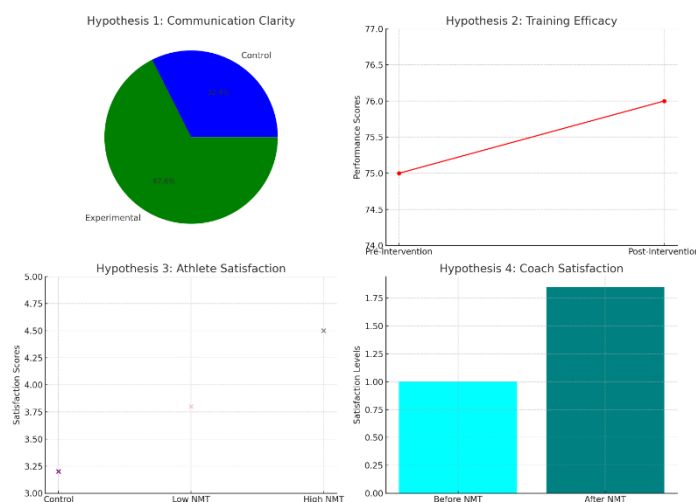 Hypothesis 1: Communication Clarity
Control
67.6%
Experimental
Hypothesis 2: Training Efficacy
Performance Scores
77.0
76.5
76.0
75.5
75.0
74.5
74.0
Pre-Intervention
Post-Intervention
Hypothesis 3: Athlete Satisfaction
Satisfaction Scores
5.00
4.75
4.50
4.25
4.00
3.75
3.50
3.25
3.00
Control
Low NMT
High NMT
Hypothesis 4: Coach Satisfaction
Satisfaction Levels
1.75
1.50
1.25
1.00
0.75
0.50
0.25
0.00
Before NMT
After NMT